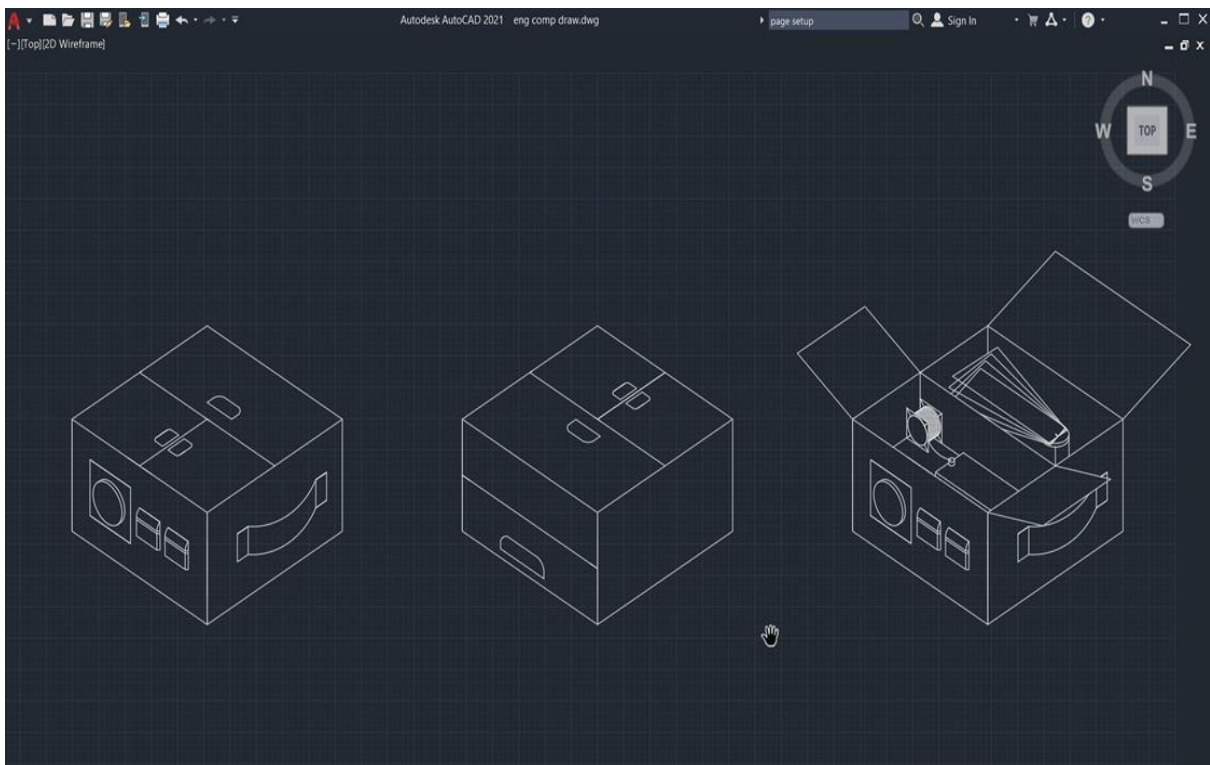 Autodesk AutoCAD 2021 eng comp draw.dwg
page setup
Sign In
[−][Top][2D Wireframe]
N
W TOP E
S
WCS